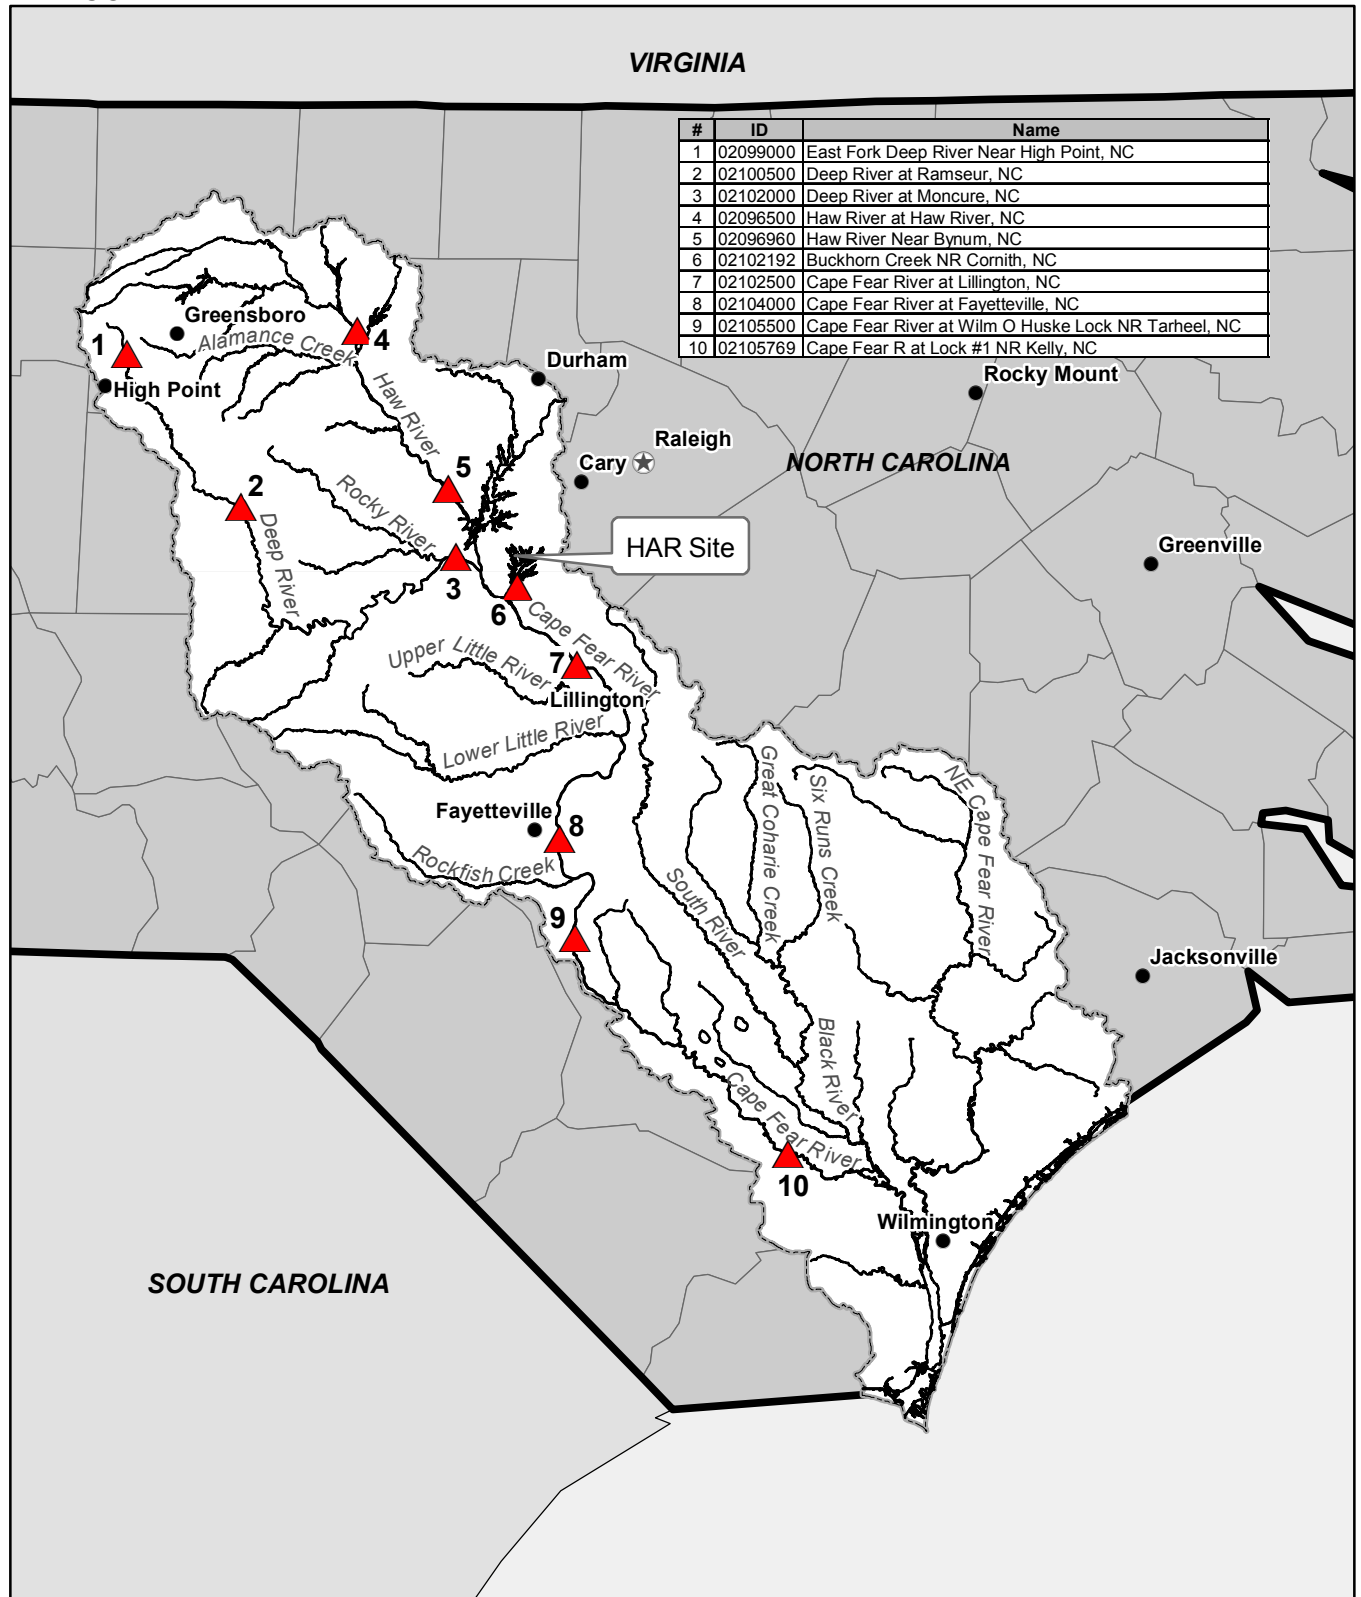 VIRGINIA
# ID Name
1 02099000 East Fork Deep River Near High Point, NC
2 02100500 Deep River at Ramseur, NC
3 02102000 Deep River at Moncure, NC
4 02096500 Haw River at Haw River, NC
5 02096960 Haw River Near Bynum, NC
6 02102192 Buckhorn Creek NR Cornith, NC
7 02102500 Cape Fear River at Lillington, NC
8 02104000 Cape Fear River at Fayetteville, NC
9 02105500 Cape Fear River at Wilm O Huske Lock NR Tarheel, NC
10 02105769 Cape Fear R at Lock #1 NR Kelly, NC
Greensboro
Alamance Creek
1
4
High Point
Durham
Rocky Mount
Haw River
Raleigh
Cary
NORTH CAROLINA
5
2
Rocky River
Deep River
HAR Site
Greenville
3
6
Cape Fear River
Upper Little River
7
Lillington
Lower Little River
Great Coharie Creek
Six Runs Creek
NE Cape Fear River
Fayetteville
8
Rockfish Creek
South River
9
Jacksonville
Black River
Cape Fear River
10
Wilmington
SOUTH CAROLINA